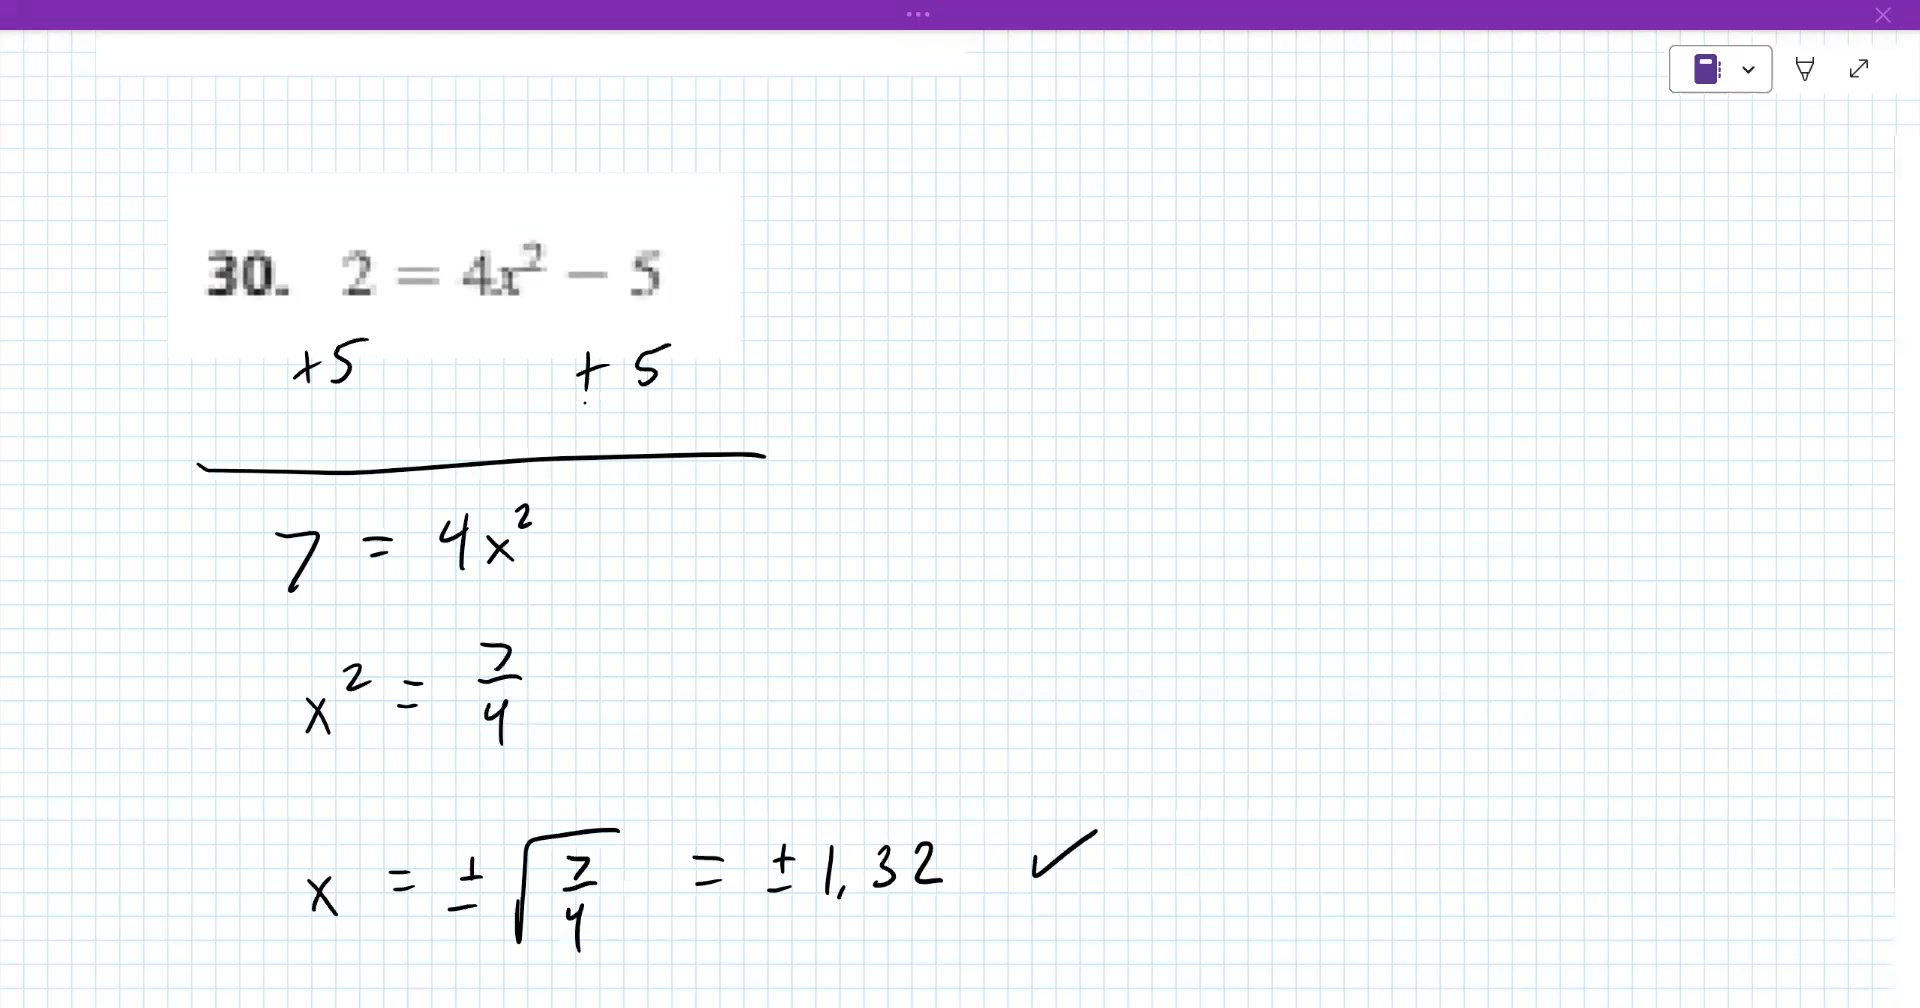 30. 2 = 4x² − 5
+5 + 5
7 = 4x²
x² = 7/4
x = ± √(7/4) = ± 1,32 ✓